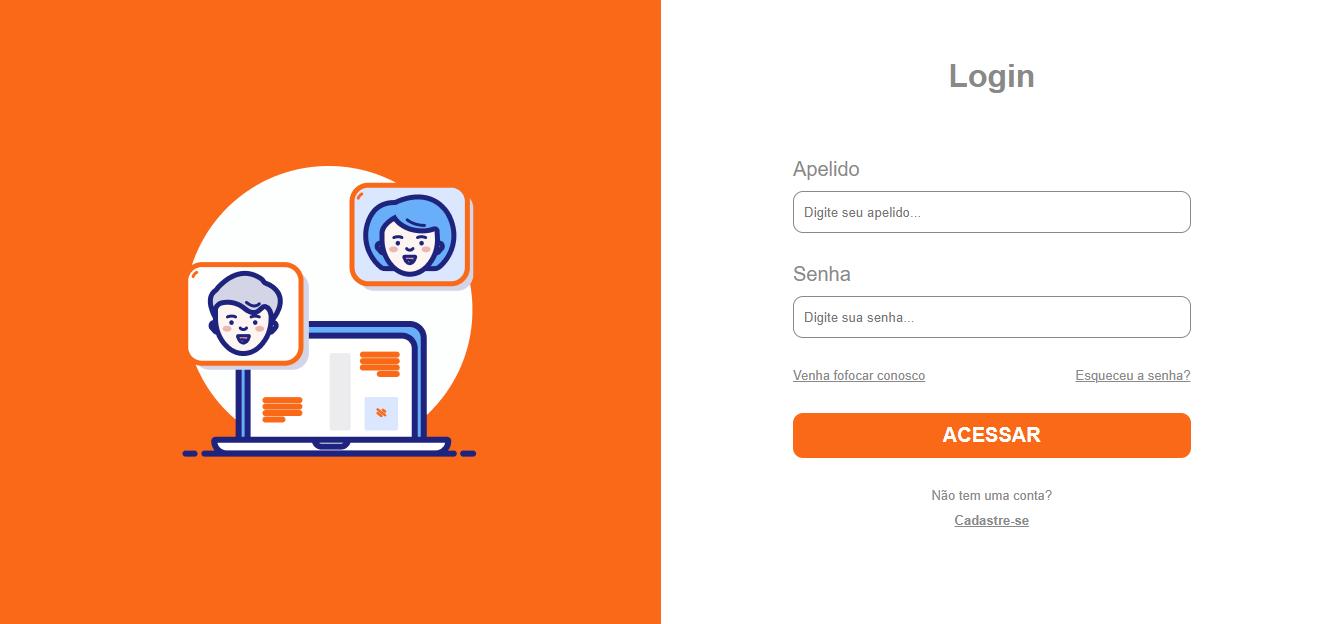 Login
Apelido
Digite seu apelido...
Senha
Digite sua senha...
Venha fofocar conosco
Esqueceu a senha?
ACESSAR
Não tem uma conta?
Cadastre-se